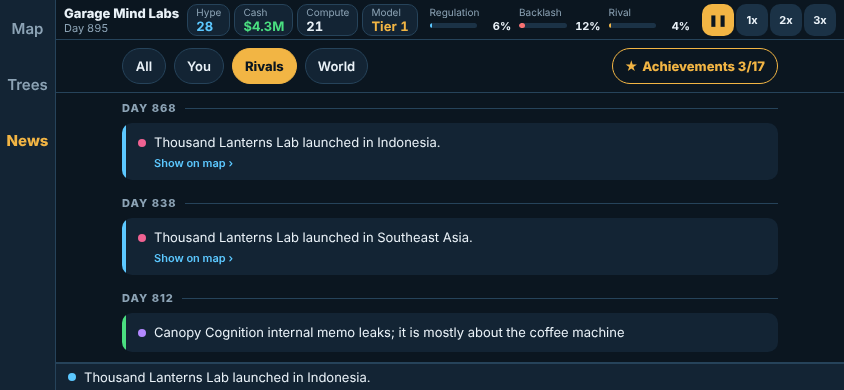 Map
Trees
News
Garage Mind Labs
Day 895
Hype
28
Cash
$4.3M
Compute
21
Model
Tier 1
Regulation
6%
Backlash
12%
Rival
4%
1x
2x
3x
All
You
Rivals
World
★ Achievements 3/17
DAY 868
Thousand Lanterns Lab launched in Indonesia.
Show on map ›
DAY 838
Thousand Lanterns Lab launched in Southeast Asia.
Show on map ›
DAY 812
Canopy Cognition internal memo leaks; it is mostly about the coffee machine
Thousand Lanterns Lab launched in Indonesia.